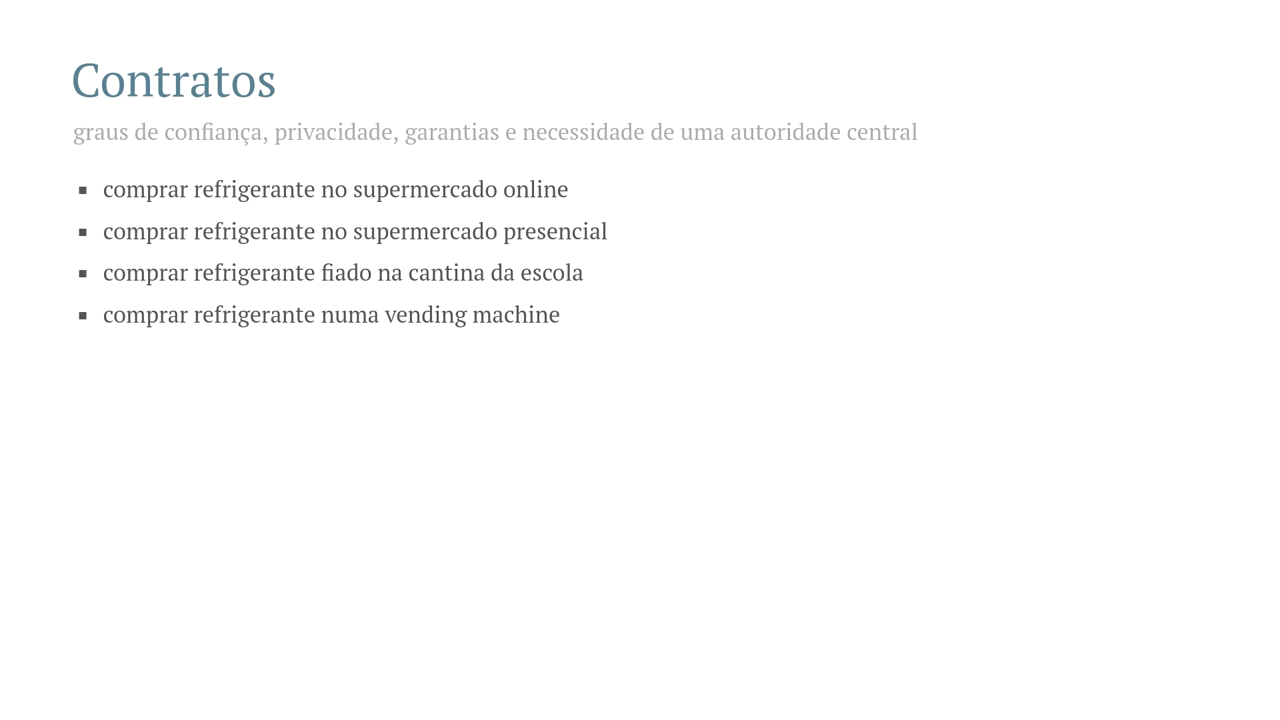 Contratos
graus de confiança, privacidade, garantias e necessidade de uma autoridade central
▪ comprar refrigerante no supermercado online
▪ comprar refrigerante no supermercado presencial
▪ comprar refrigerante fiado na cantina da escola
▪ comprar refrigerante numa vending machine